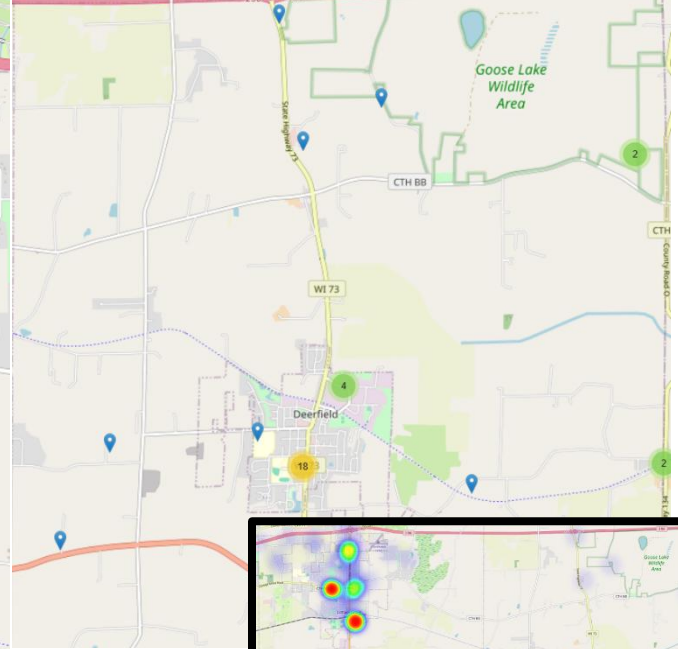 State Highway 73
Goose Lake
Wildlife
Area
2
CTH BB
CTH
County Road O
WI 73
4
Deerfield
18
2
Goose Lake
Wildlife
Area